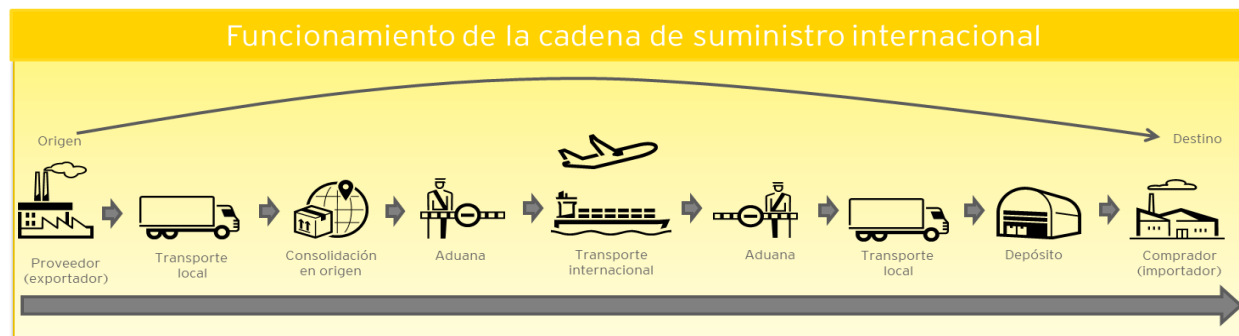 Funcionamiento de la cadena de suministro internacional
Origen
Destino
Proveedor
(exportador)
Transporte
local
Consolidación
en origen
Aduana
Transporte
internacional
Aduana
Transporte
local
Depósito
Comprador
(importador)